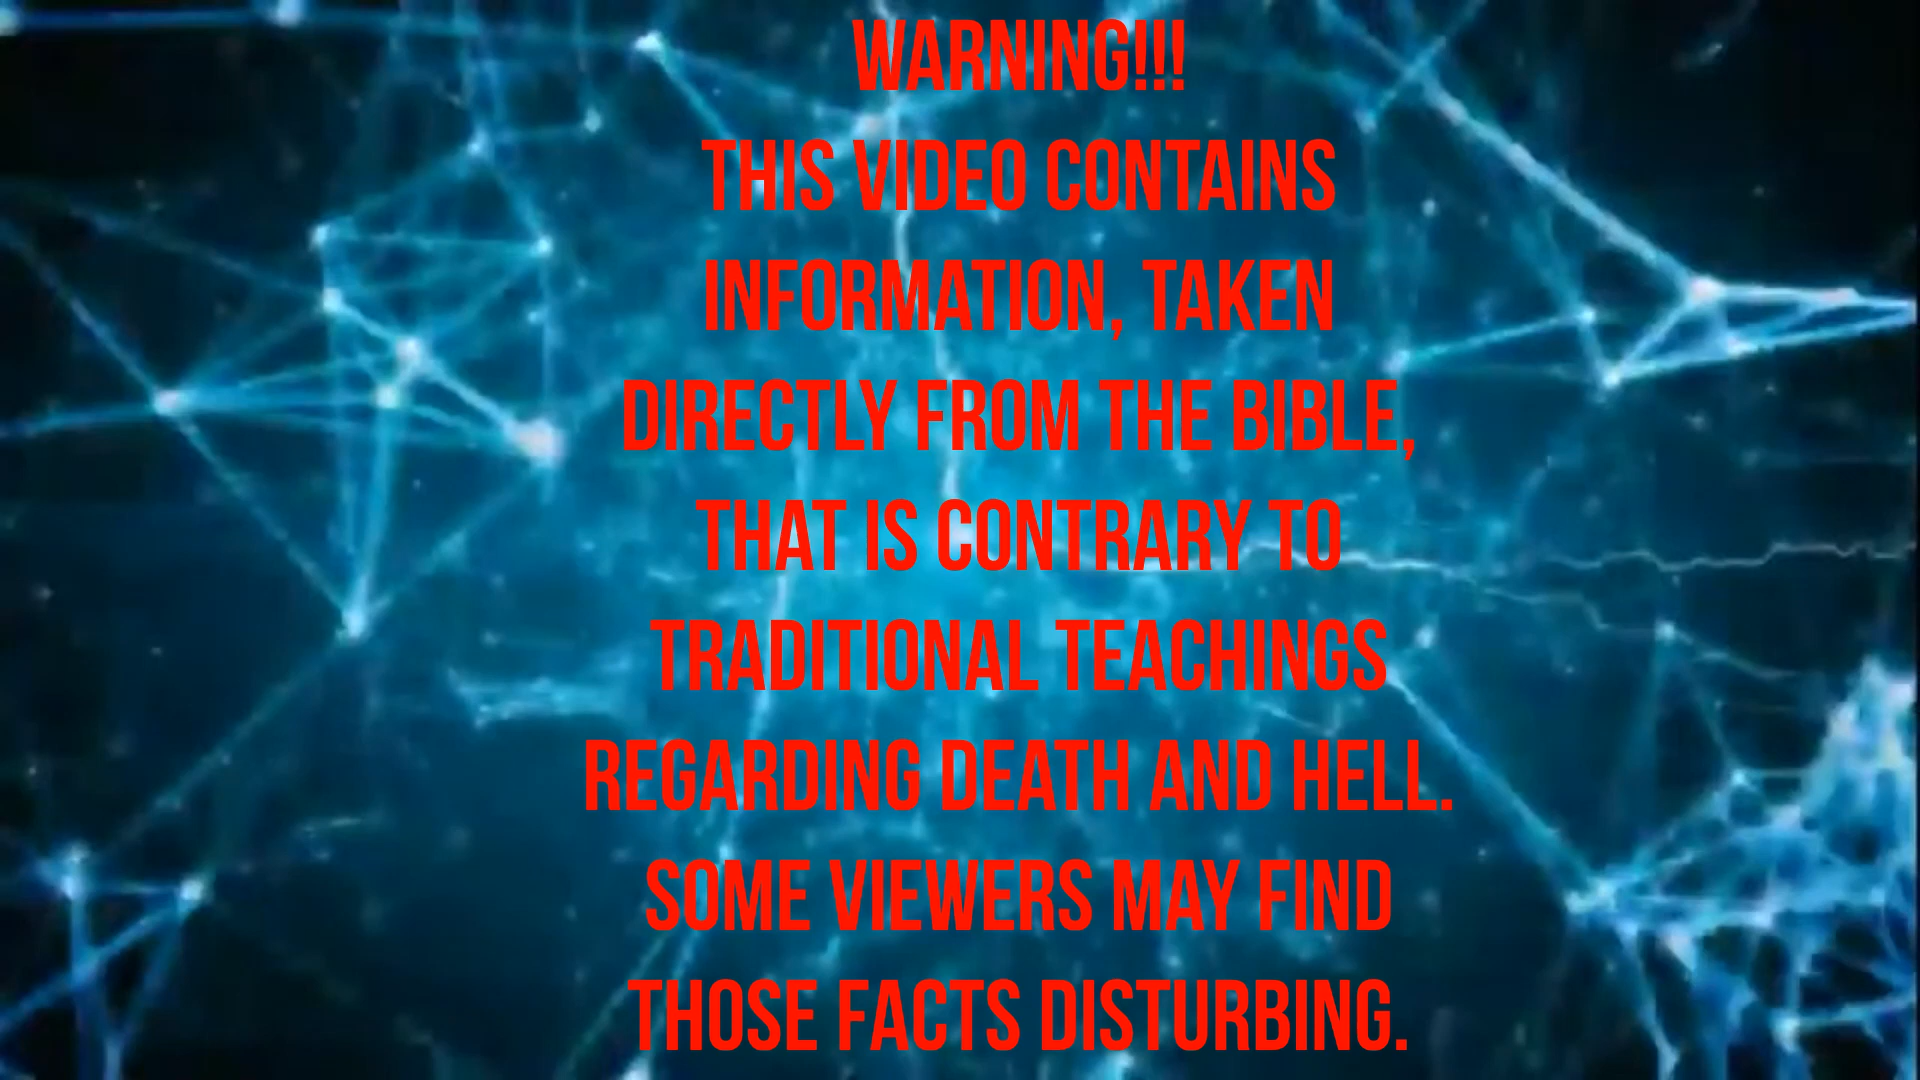 WARNING!!!
THIS VIDEO CONTAINS
INFORMATION, TAKEN
DIRECTLY FROM THE BIBLE,
THAT IS CONTRARY TO
TRADITIONAL TEACHINGS
REGARDING DEATH AND HELL.
SOME VIEWERS MAY FIND
THOSE FACTS DISTURBING.